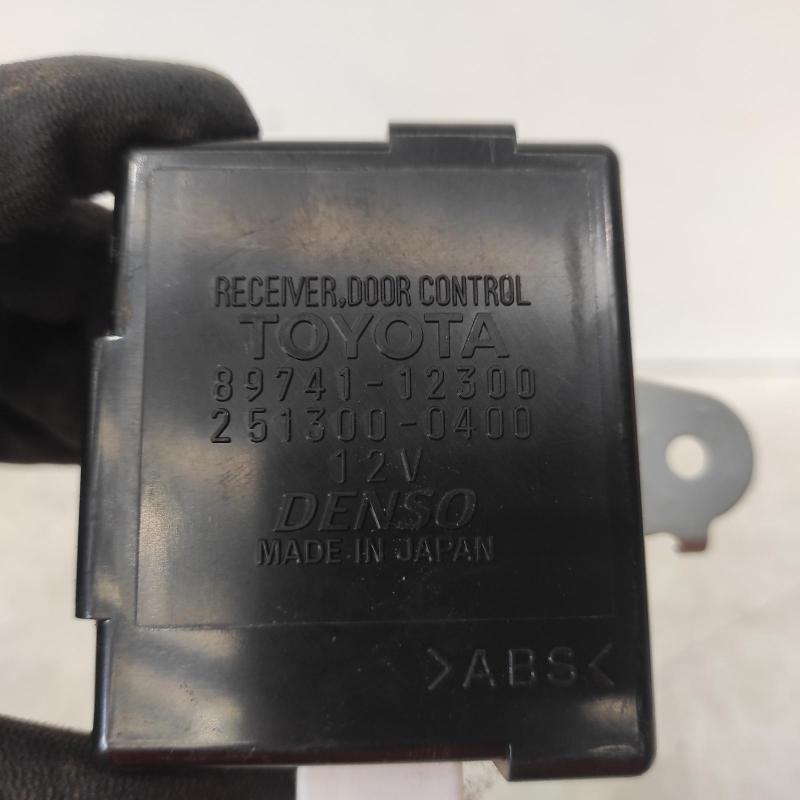 RECEIVER,DOOR CONTROL
TOYOTA
89741-12300
251300-0400
12V
DENSO
MADE IN JAPAN
>ABS<